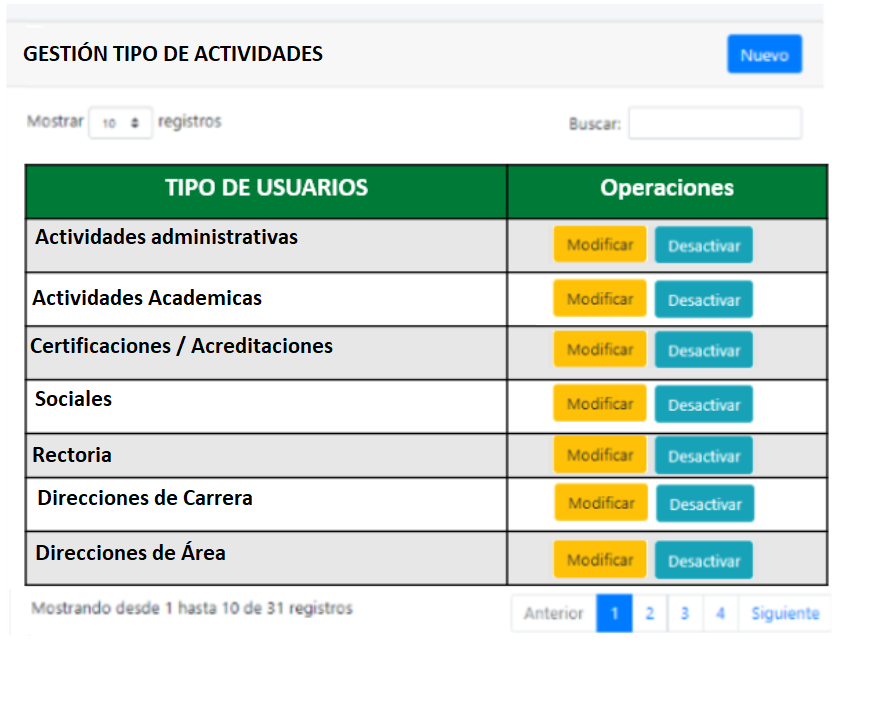 GESTIÓN TIPO DE ACTIVIDADES Nuevo
Mostrar 10 registros Buscar:
TIPO DE USUARIOS Operaciones
Actividades administrativas Modificar Desactivar
Actividades Academicas Modificar Desactivar
Certificaciones / Acreditaciones Modificar Desactivar
Sociales Modificar Desactivar
Rectoria Modificar Desactivar
Direcciones de Carrera Modificar Desactivar
Direcciones de Área Modificar Desactivar
Mostrando desde 1 hasta 10 de 31 registros Anterior 1 2 3 4 Siguiente